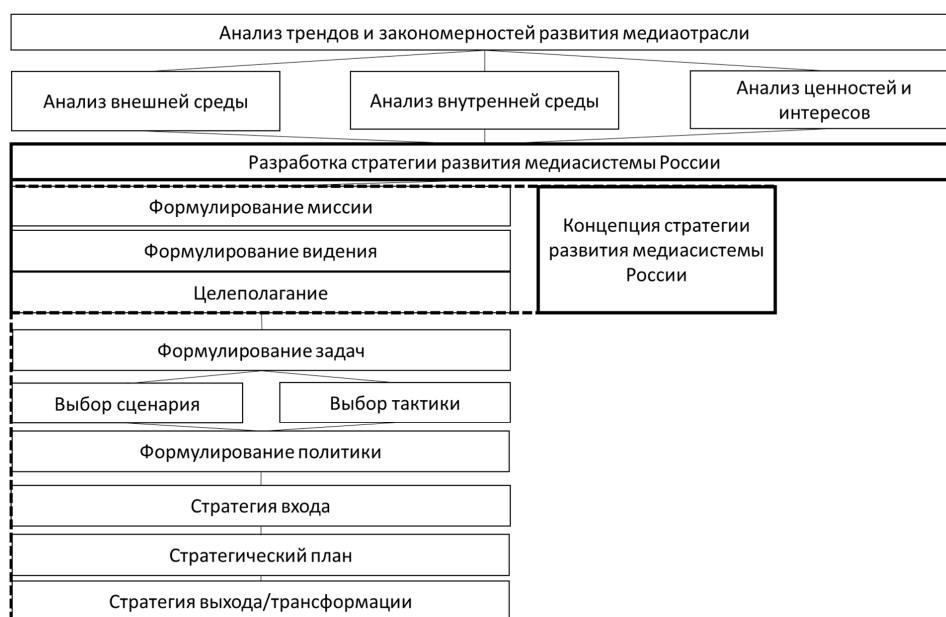 Анализ трендов и закономерностей развития медиаотрасли
Анализ внешней среды
Анализ внутренней среды
Анализ ценностей и
интересов
Разработка стратегии развития медиасистемы России
Формулирование миссии
Формулирование видения
Целеполагание
Концепция стратегии
развития медиасистемы
России
Формулирование задач
Выбор сценария
Выбор тактики
Формулирование политики
Стратегия входа
Стратегический план
Стратегия выхода/трансформации